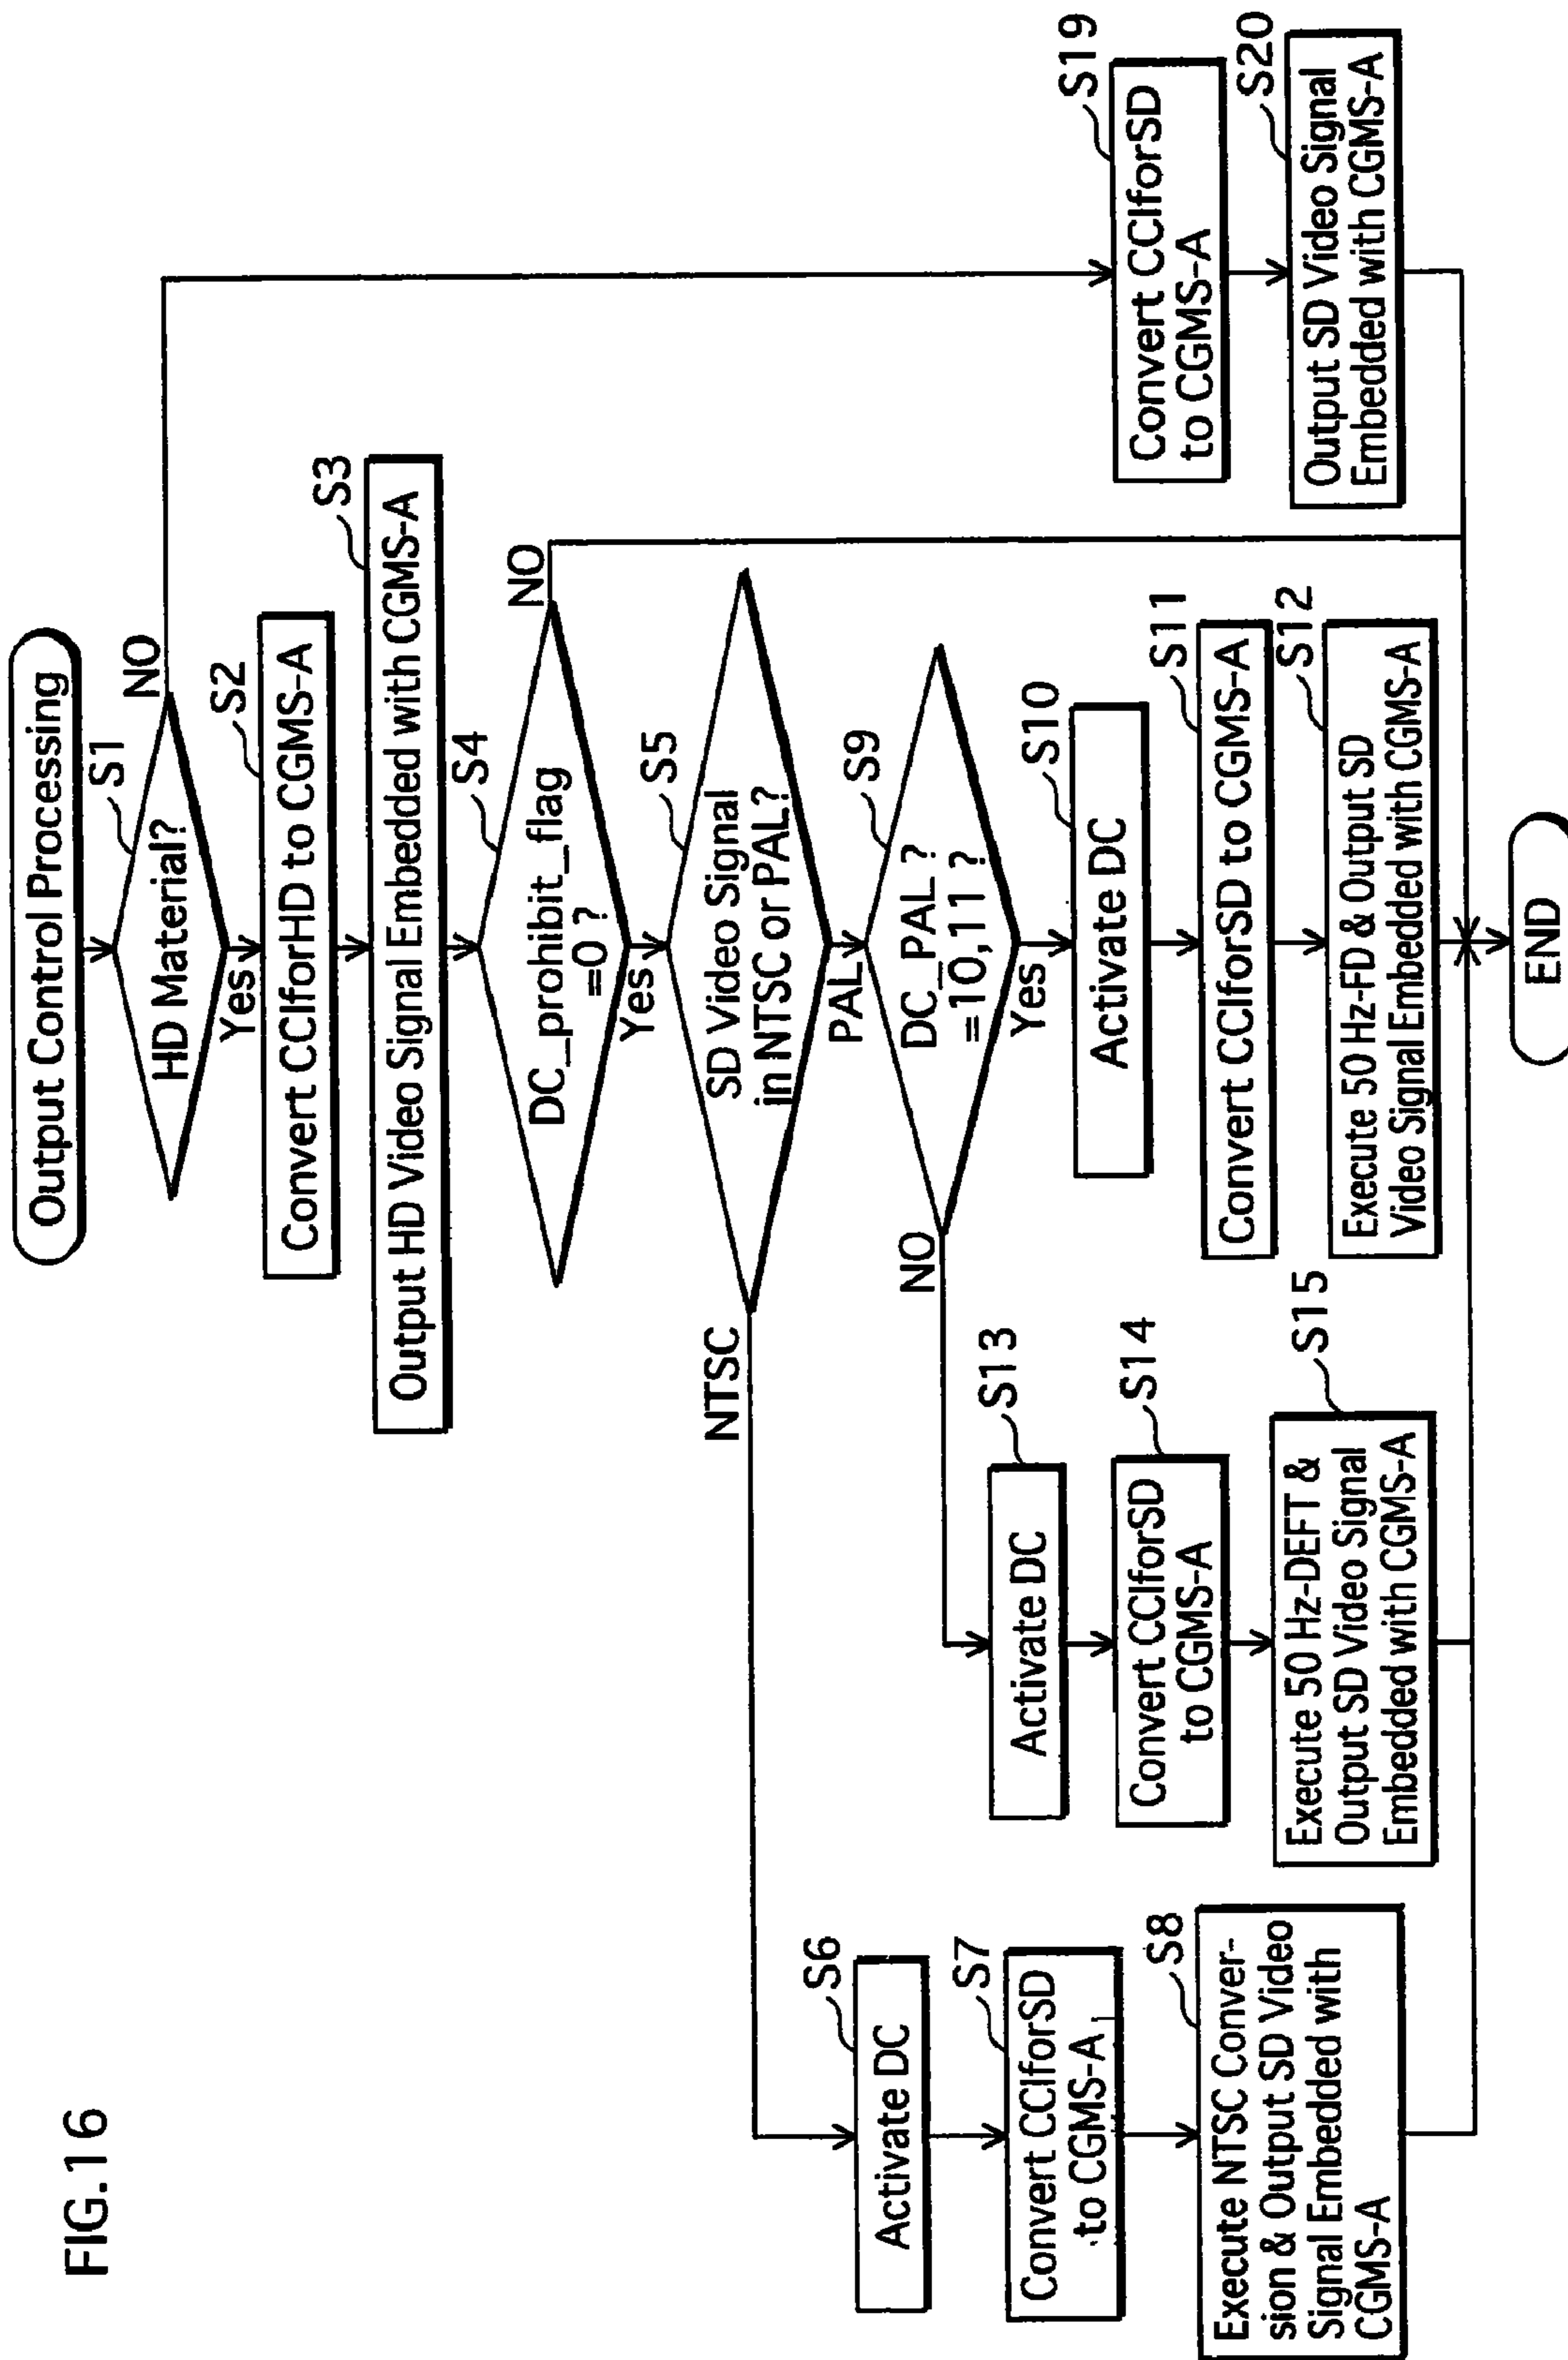 FIG.16
Output Control Processing
S1
HD Material?
NO
Yes
S2
Convert CCIforHD to CGMS-A
S3
Output HD Video Signal Embedded with CGMS-A
S4
DC_prohibit_flag
=0 ?
NO
Yes
S5
SD Video Signal
in NTSC or PAL?
NTSC
PAL
S6
Activate DC
S7
Convert CCIforSD
to CGMS-A
S8
Execute NTSC Conver-
sion & Output SD Video
Signal Embedded with
CGMS-A
S9
DC_PAL ?
=10,11 ?
NO
Yes
S13
Activate DC
S14
Convert CCIforSD
to CGMS-A
S15
Execute 50 Hz-DEFT &
Output SD Video Signal
Embedded with CGMS-A
S10
Activate DC
S11
Convert CCIforSD to CGMS-A
S12
Execute 50 Hz-FD & Output SD
Video Signal Embedded with CGMS-A
S19
Convert CCIforSD
to CGMS-A
S20
Output SD Video Signal
Embedded with CGMS-A
END